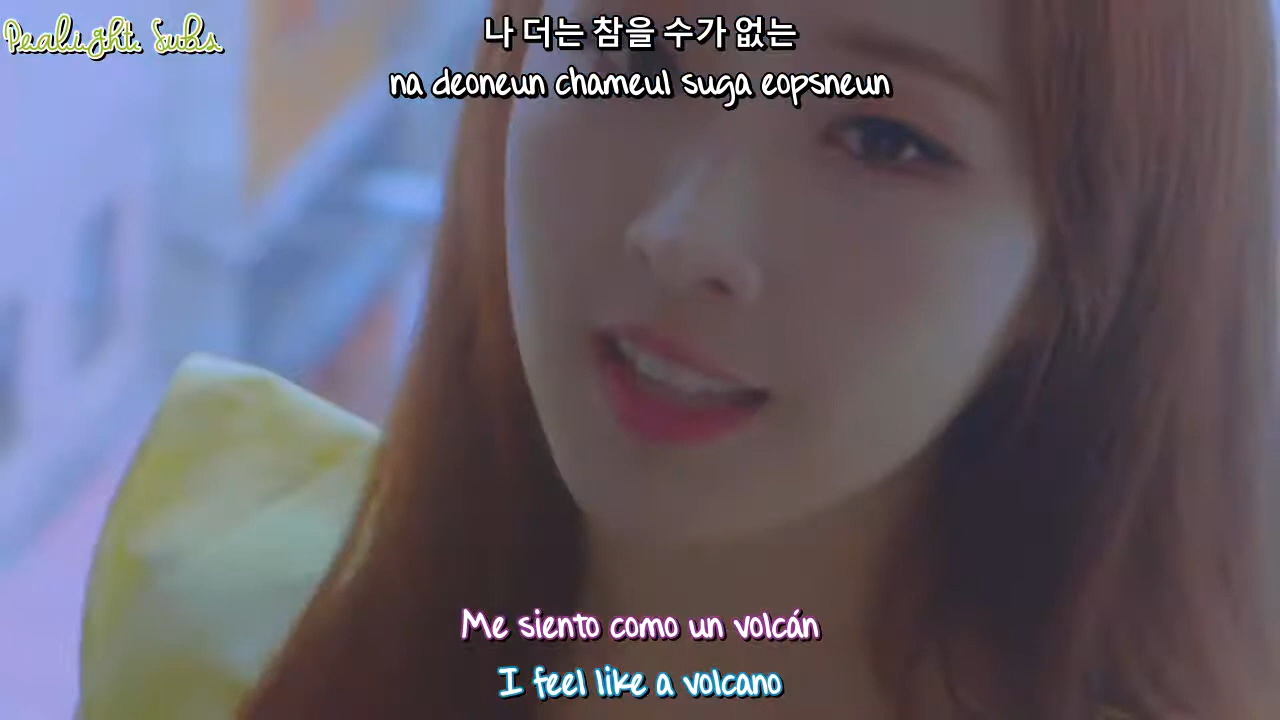 Pealight Subs
나 더는 참을 수가 없는
na deoneun chameul suga eopsneun
Me siento como un volcán
I feel like a volcano